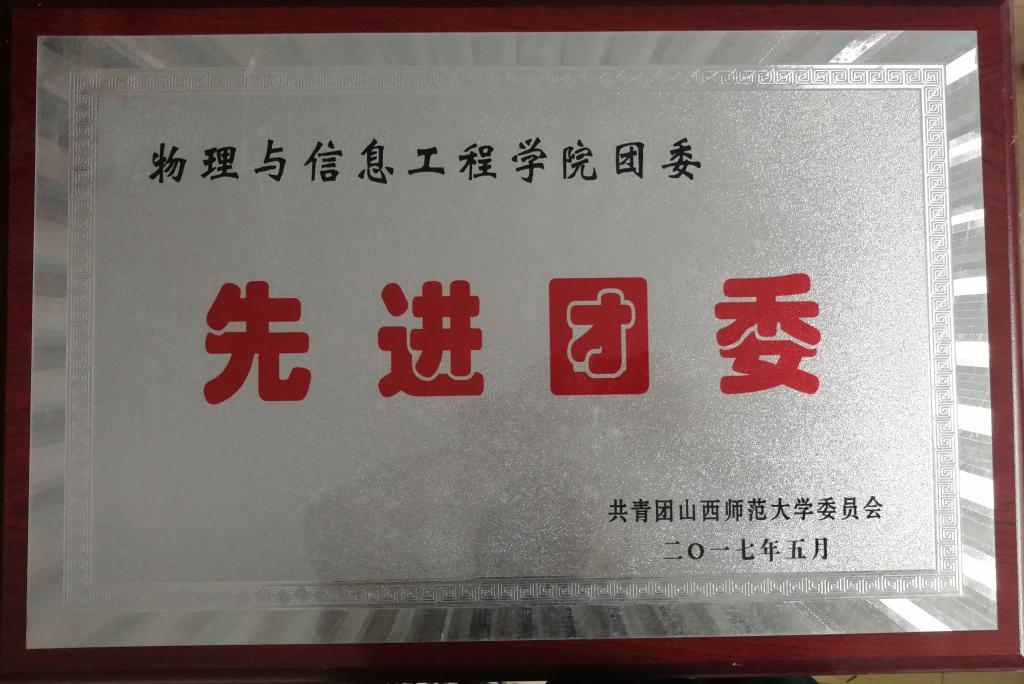 物理与信息工程学院团委
先进团委
共青团山西师范大学委员会
二〇一七年五月